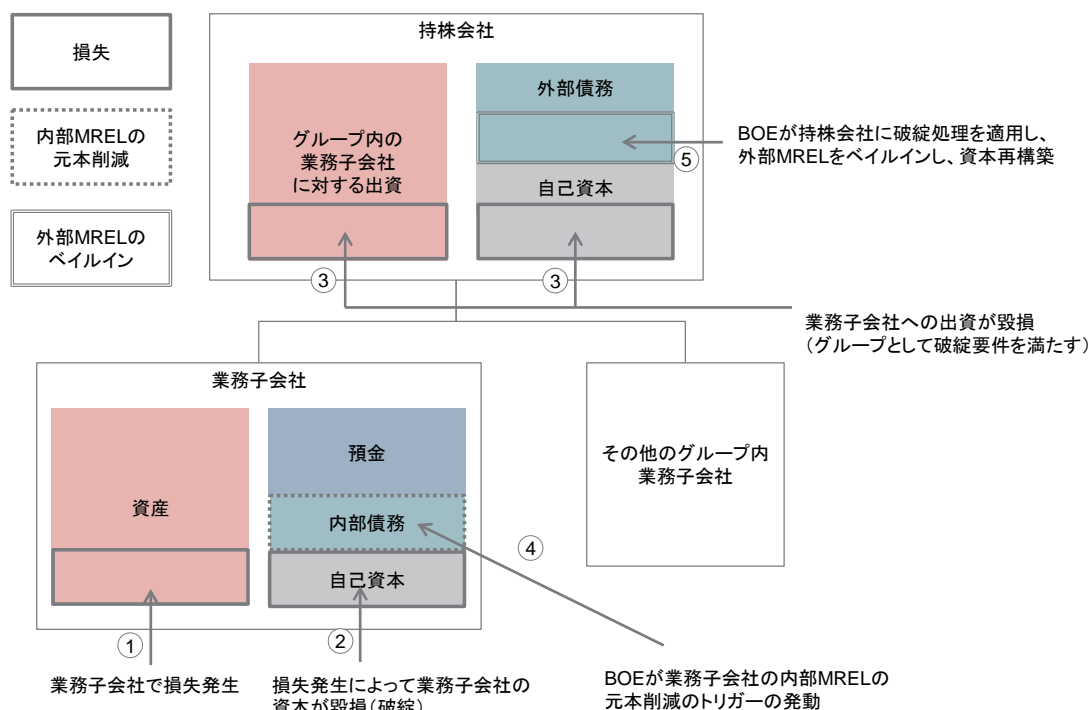 損失
内部MRELの
元本削減
外部MRELの
ベイルイン
持株会社
グループ内の
業務子会社
に対する出資
外部債務
自己資本
⑤
BOEが持株会社に破綻処理を適用し、
外部MRELをベイルインし、資本再構築
③
③
業務子会社への出資が毀損
(グループとして破綻要件を満たす)
業務子会社
資産
預金
内部債務
自己資本
その他のグループ内
業務子会社
④
①
②
業務子会社で損失発生
損失発生によって業務子会社の
資本が毀損(破綻)
BOEが業務子会社の内部MRELの
元本削減のトリガーの発動